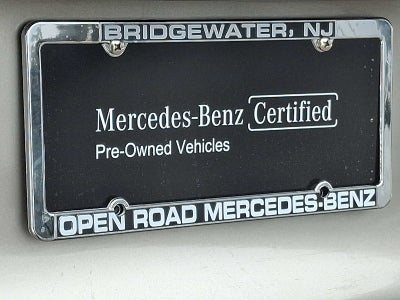 BRIDGEWATER, NJ
Mercedes-Benz Certified
Pre-Owned Vehicles
OPEN ROAD MERCEDES-BENZ